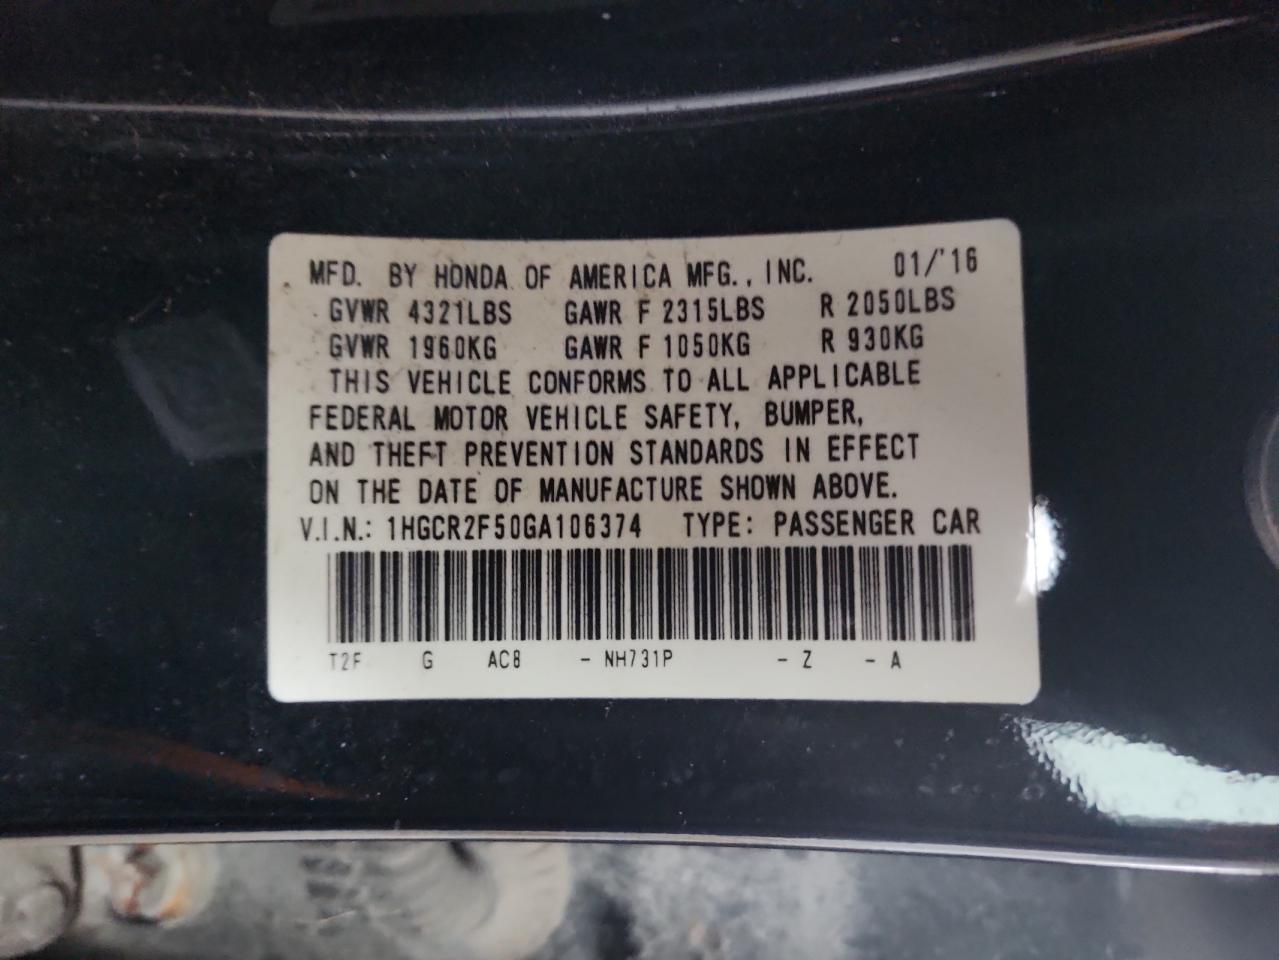 MFD. BY HONDA OF AMERICA MFG., INC. 01/'16
GVWR 4321LBS GAWR F 2315LBS R 2050LBS
GVWR 1960KG GAWR F 1050KG R 930KG
THIS VEHICLE CONFORMS TO ALL APPLICABLE
FEDERAL MOTOR VEHICLE SAFETY, BUMPER,
AND THEFT PREVENTION STANDARDS IN EFFECT
ON THE DATE OF MANUFACTURE SHOWN ABOVE.
V.I.N.: 1HGCR2F50GA106374 TYPE: PASSENGER CAR
T2F G AC8 - NH731P - Z - A